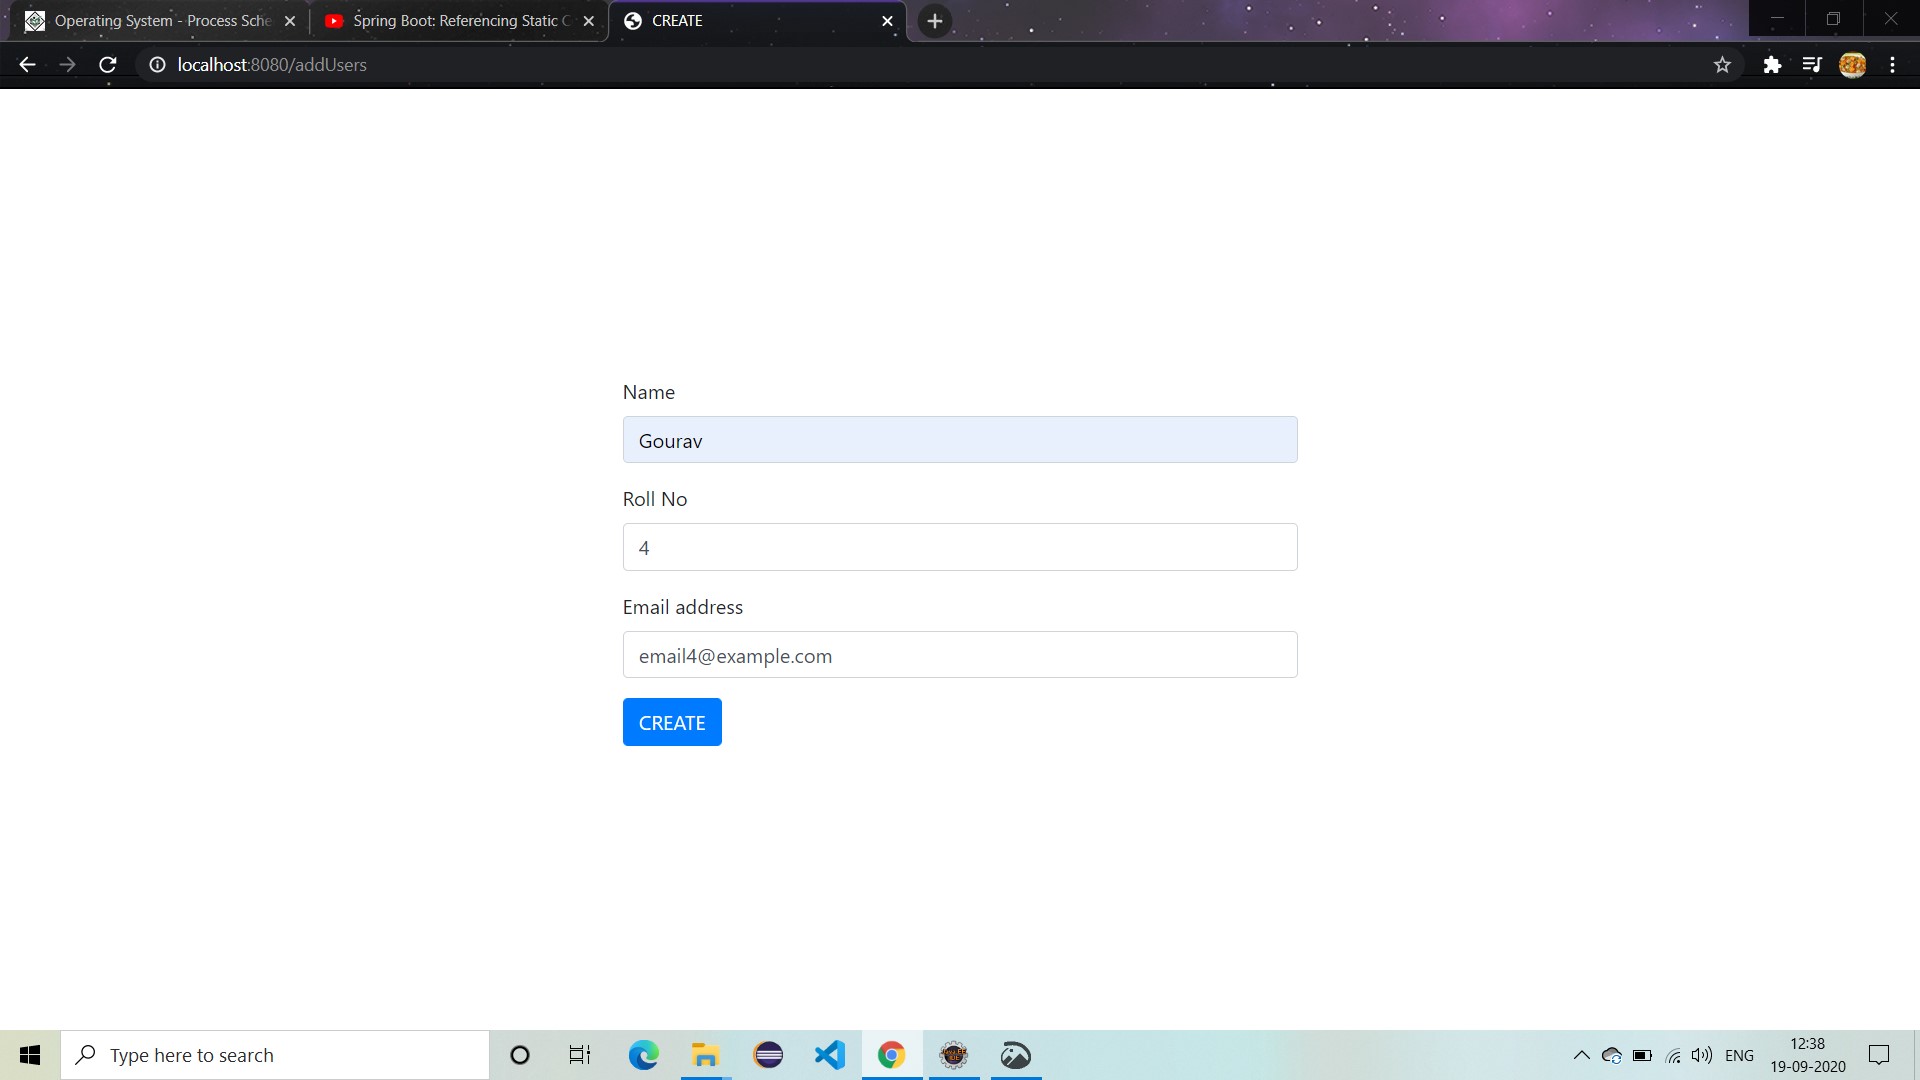 Operating System - Process Sche
Spring Boot: Referencing Static C
CREATE
localhost:8080/addUsers
Name
Gourav
Roll No
4
Email address
email4@example.com
CREATE
Type here to search
ENG
12:38
19-09-2020